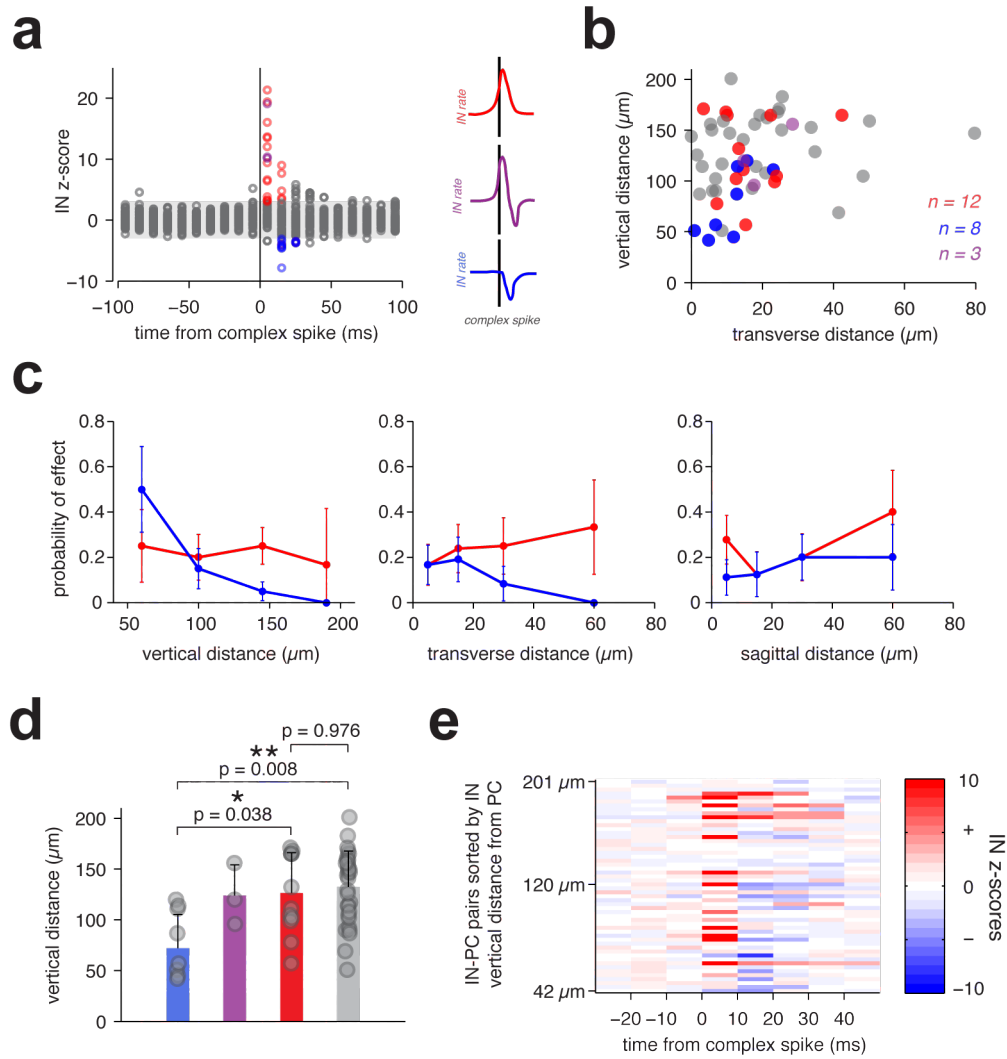 a
IN z-score
20
10
0
−10
−100
−50
0
50
100
time from complex spike (ms)
IN rate
IN rate
IN rate
complex spike
b
vertical distance (µm)
200
150
100
50
0
0
20
40
60
80
transverse distance (µm)
n = 12
n = 8
n = 3
c
probability of effect
0.8
0.6
0.4
0.2
0
50
100
150
200
vertical distance (µm)
0.8
0.6
0.4
0.2
0
0
20
40
60
80
transverse distance (µm)
0.8
0.6
0.4
0.2
0
0
20
40
60
80
sagittal distance (µm)
d
p = 0.976
**
p = 0.008
*
p = 0.038
vertical distance (µm)
200
150
100
50
0
e
IN-PC pairs sorted by IN
vertical distance from PC
201 µm
120 µm
42 µm
−20
−10
0
10
20
30
40
time from complex spike (ms)
10
+
0
−
−10
IN z-scores